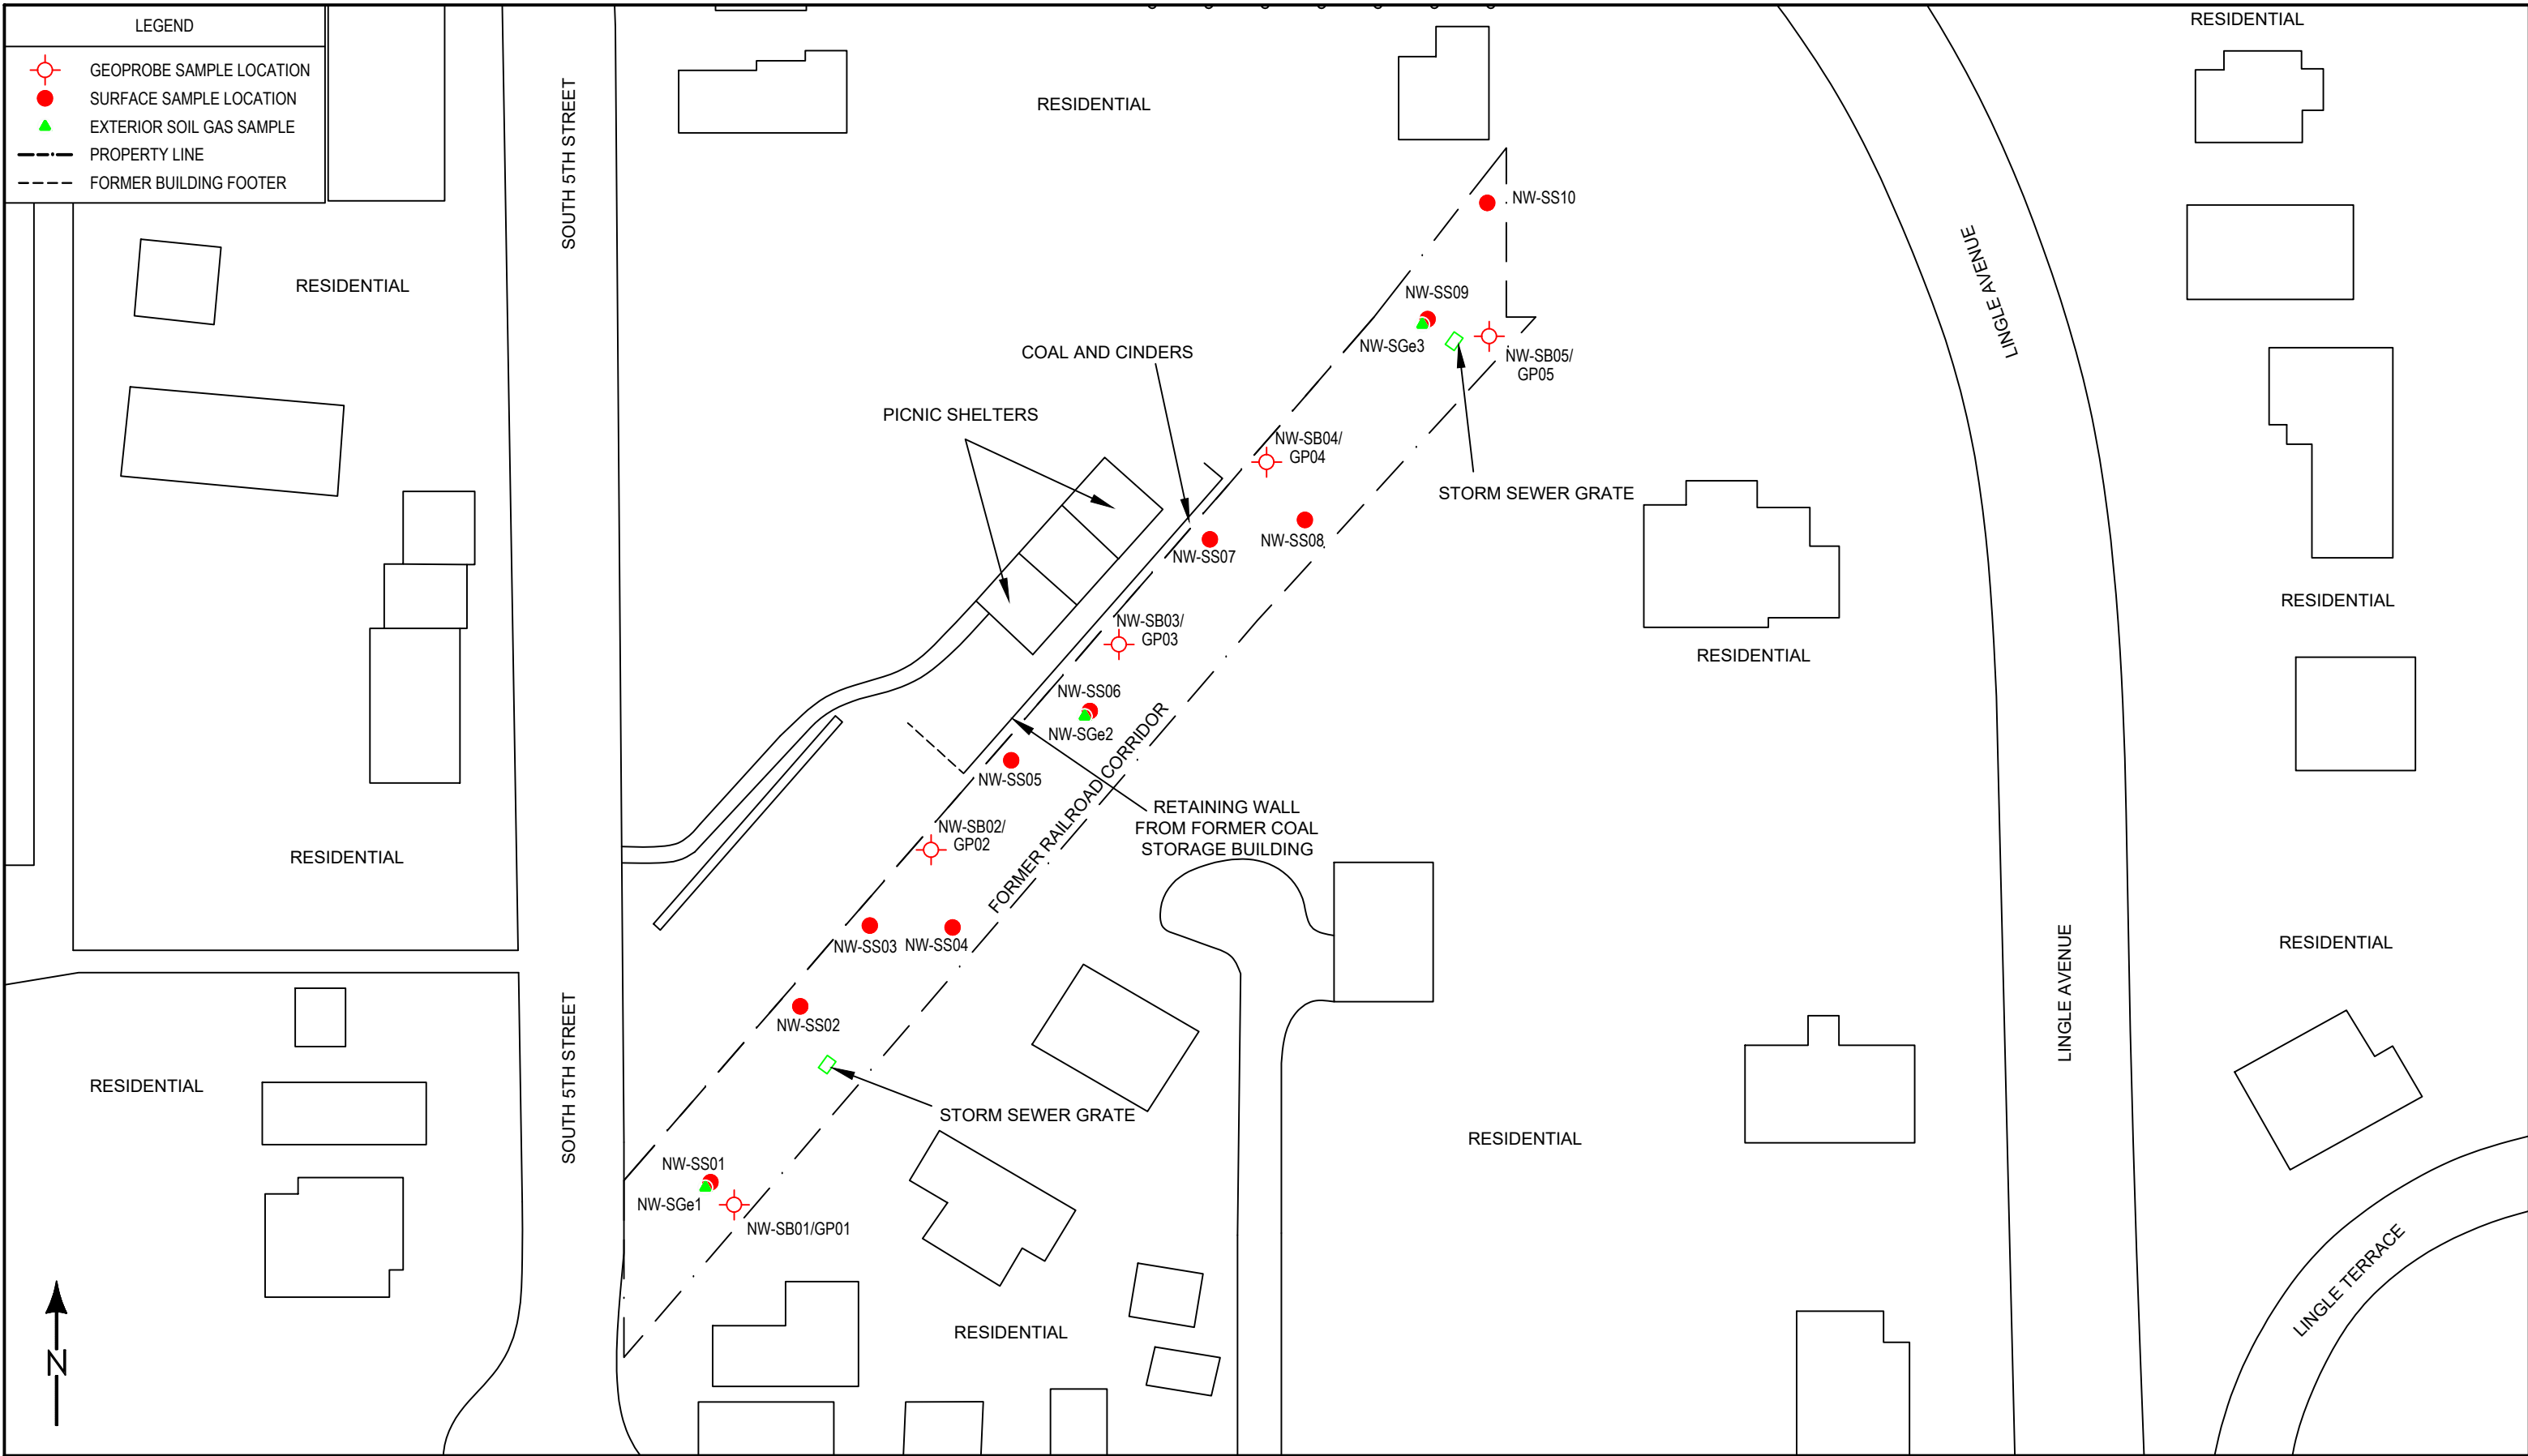 LEGEND
GEOPROBE SAMPLE LOCATION
SURFACE SAMPLE LOCATION
EXTERIOR SOIL GAS SAMPLE
PROPERTY LINE
FORMER BUILDING FOOTER
SOUTH 5TH STREET
RESIDENTIAL
RESIDENTIAL
NW-SS10
LINGLE AVENUE
RESIDENTIAL
NW-SS09
NW-SGe3
NW-SB05/
GP05
COAL AND CINDERS
PICNIC SHELTERS
NW-SB04/
GP04
STORM SEWER GRATE
NW-SS07
NW-SS08
RESIDENTIAL
NW-SB03/
GP03
RESIDENTIAL
NW-SS06
NW-SGe2
NW-SS05
FORMER RAILROAD CORRIDOR
RETAINING WALL
FROM FORMER COAL
STORAGE BUILDING
NW-SB02/
GP02
RESIDENTIAL
NW-SS03
NW-SS04
RESIDENTIAL
LINGLE AVENUE
NW-SS02
SOUTH 5TH STREET
RESIDENTIAL
STORM SEWER GRATE
RESIDENTIAL
NW-SS01
NW-SGe1
NW-SB01/GP01
LINGLE TERRACE
RESIDENTIAL
N